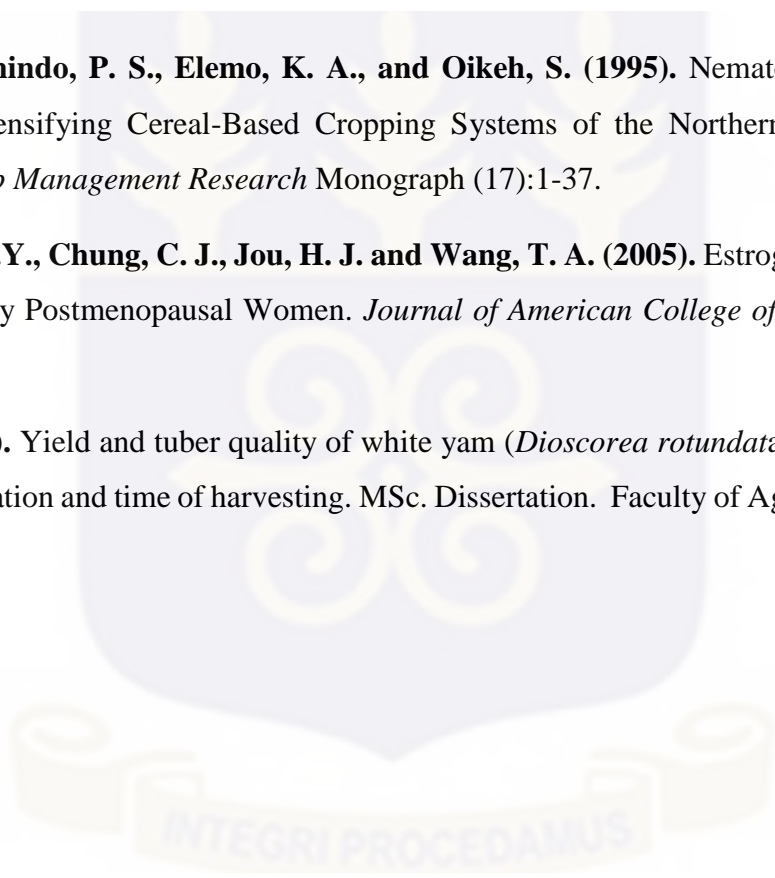 hindo, P. S., Elemo, K. A., and Oikeh, S. (1995). Nemato
ensifying Cereal-Based Cropping Systems of the Northern
p Management Research Monograph (17):1-37.
.Y., Chung, C. J., Jou, H. J. and Wang, T. A. (2005). Estrog
y Postmenopausal Women. Journal of American College of
). Yield and tuber quality of white yam (Dioscorea rotundata
ation and time of harvesting. MSc. Dissertation. Faculty of Ag
INTEGRI PROCEDAMUS